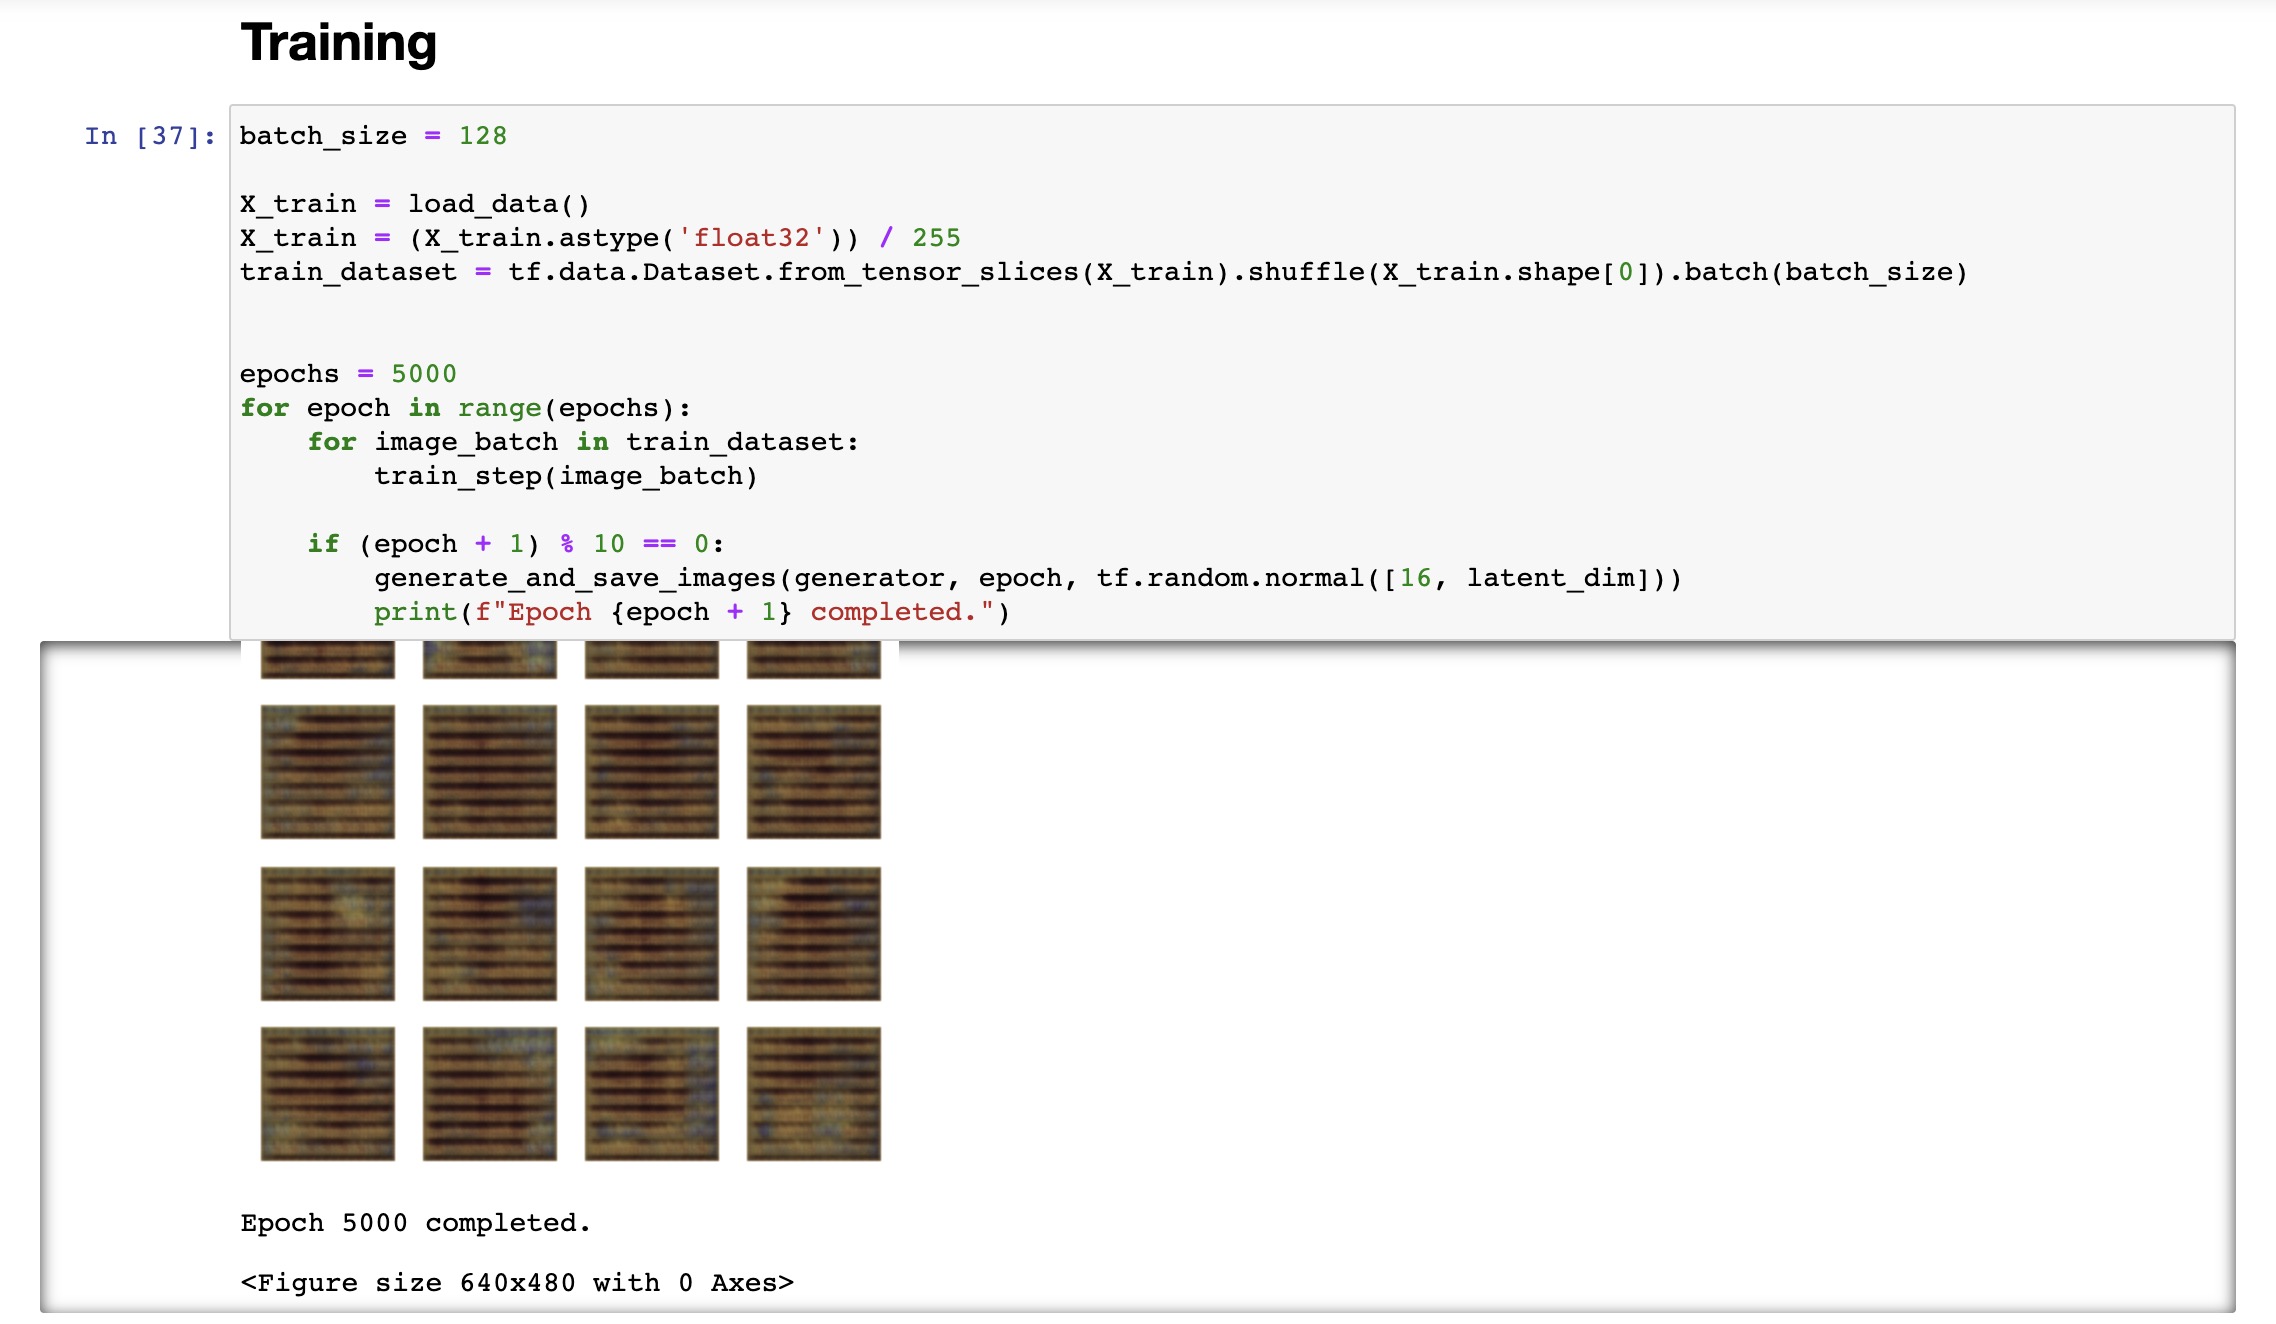 Training
In [37]:
batch_size = 128
X_train = load_data()
X_train = (X_train.astype('float32')) / 255
train_dataset = tf.data.Dataset.from_tensor_slices(X_train).shuffle(X_train.shape[0]).batch(batch_size)
epochs = 5000
for epoch in range(epochs):
    for image_batch in train_dataset:
        train_step(image_batch)
    if (epoch + 1) % 10 == 0:
        generate_and_save_images(generator, epoch, tf.random.normal([16, latent_dim]))
        print(f"Epoch {epoch + 1} completed.")
Epoch 5000 completed.
<Figure size 640x480 with 0 Axes>